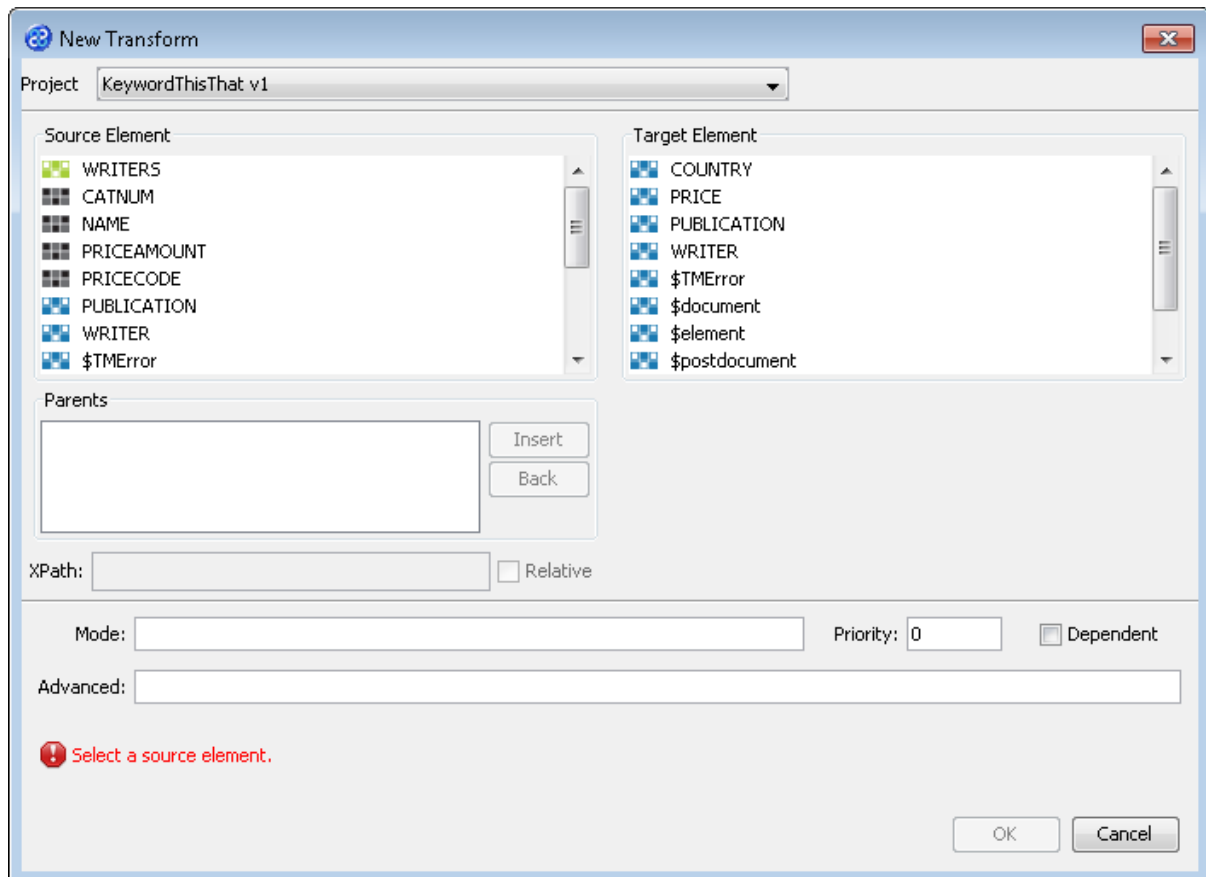 New Transform
Project KeywordThisThat v1
Source Element
WRITERS
CATNUM
NAME
PRICEAMOUNT
PRICECODE
PUBLICATION
WRITER
$TMError
Target Element
COUNTRY
PRICE
PUBLICATION
WRITER
$TMError
$document
$element
$postdocument
Parents
Insert
Back
XPath: Relative
Mode: Priority: 0 Dependent
Advanced:
Select a source element.
OK Cancel